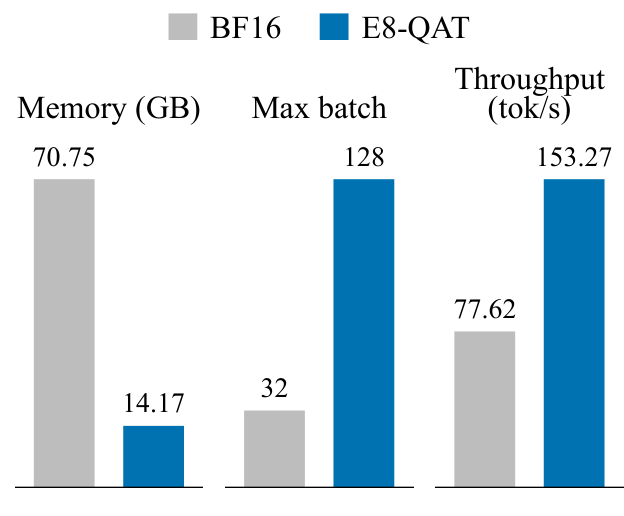 BF16 E8-QAT
Memory (GB)
70.75
14.17
Max batch
32
128
Throughput
(tok/s)
77.62
153.27